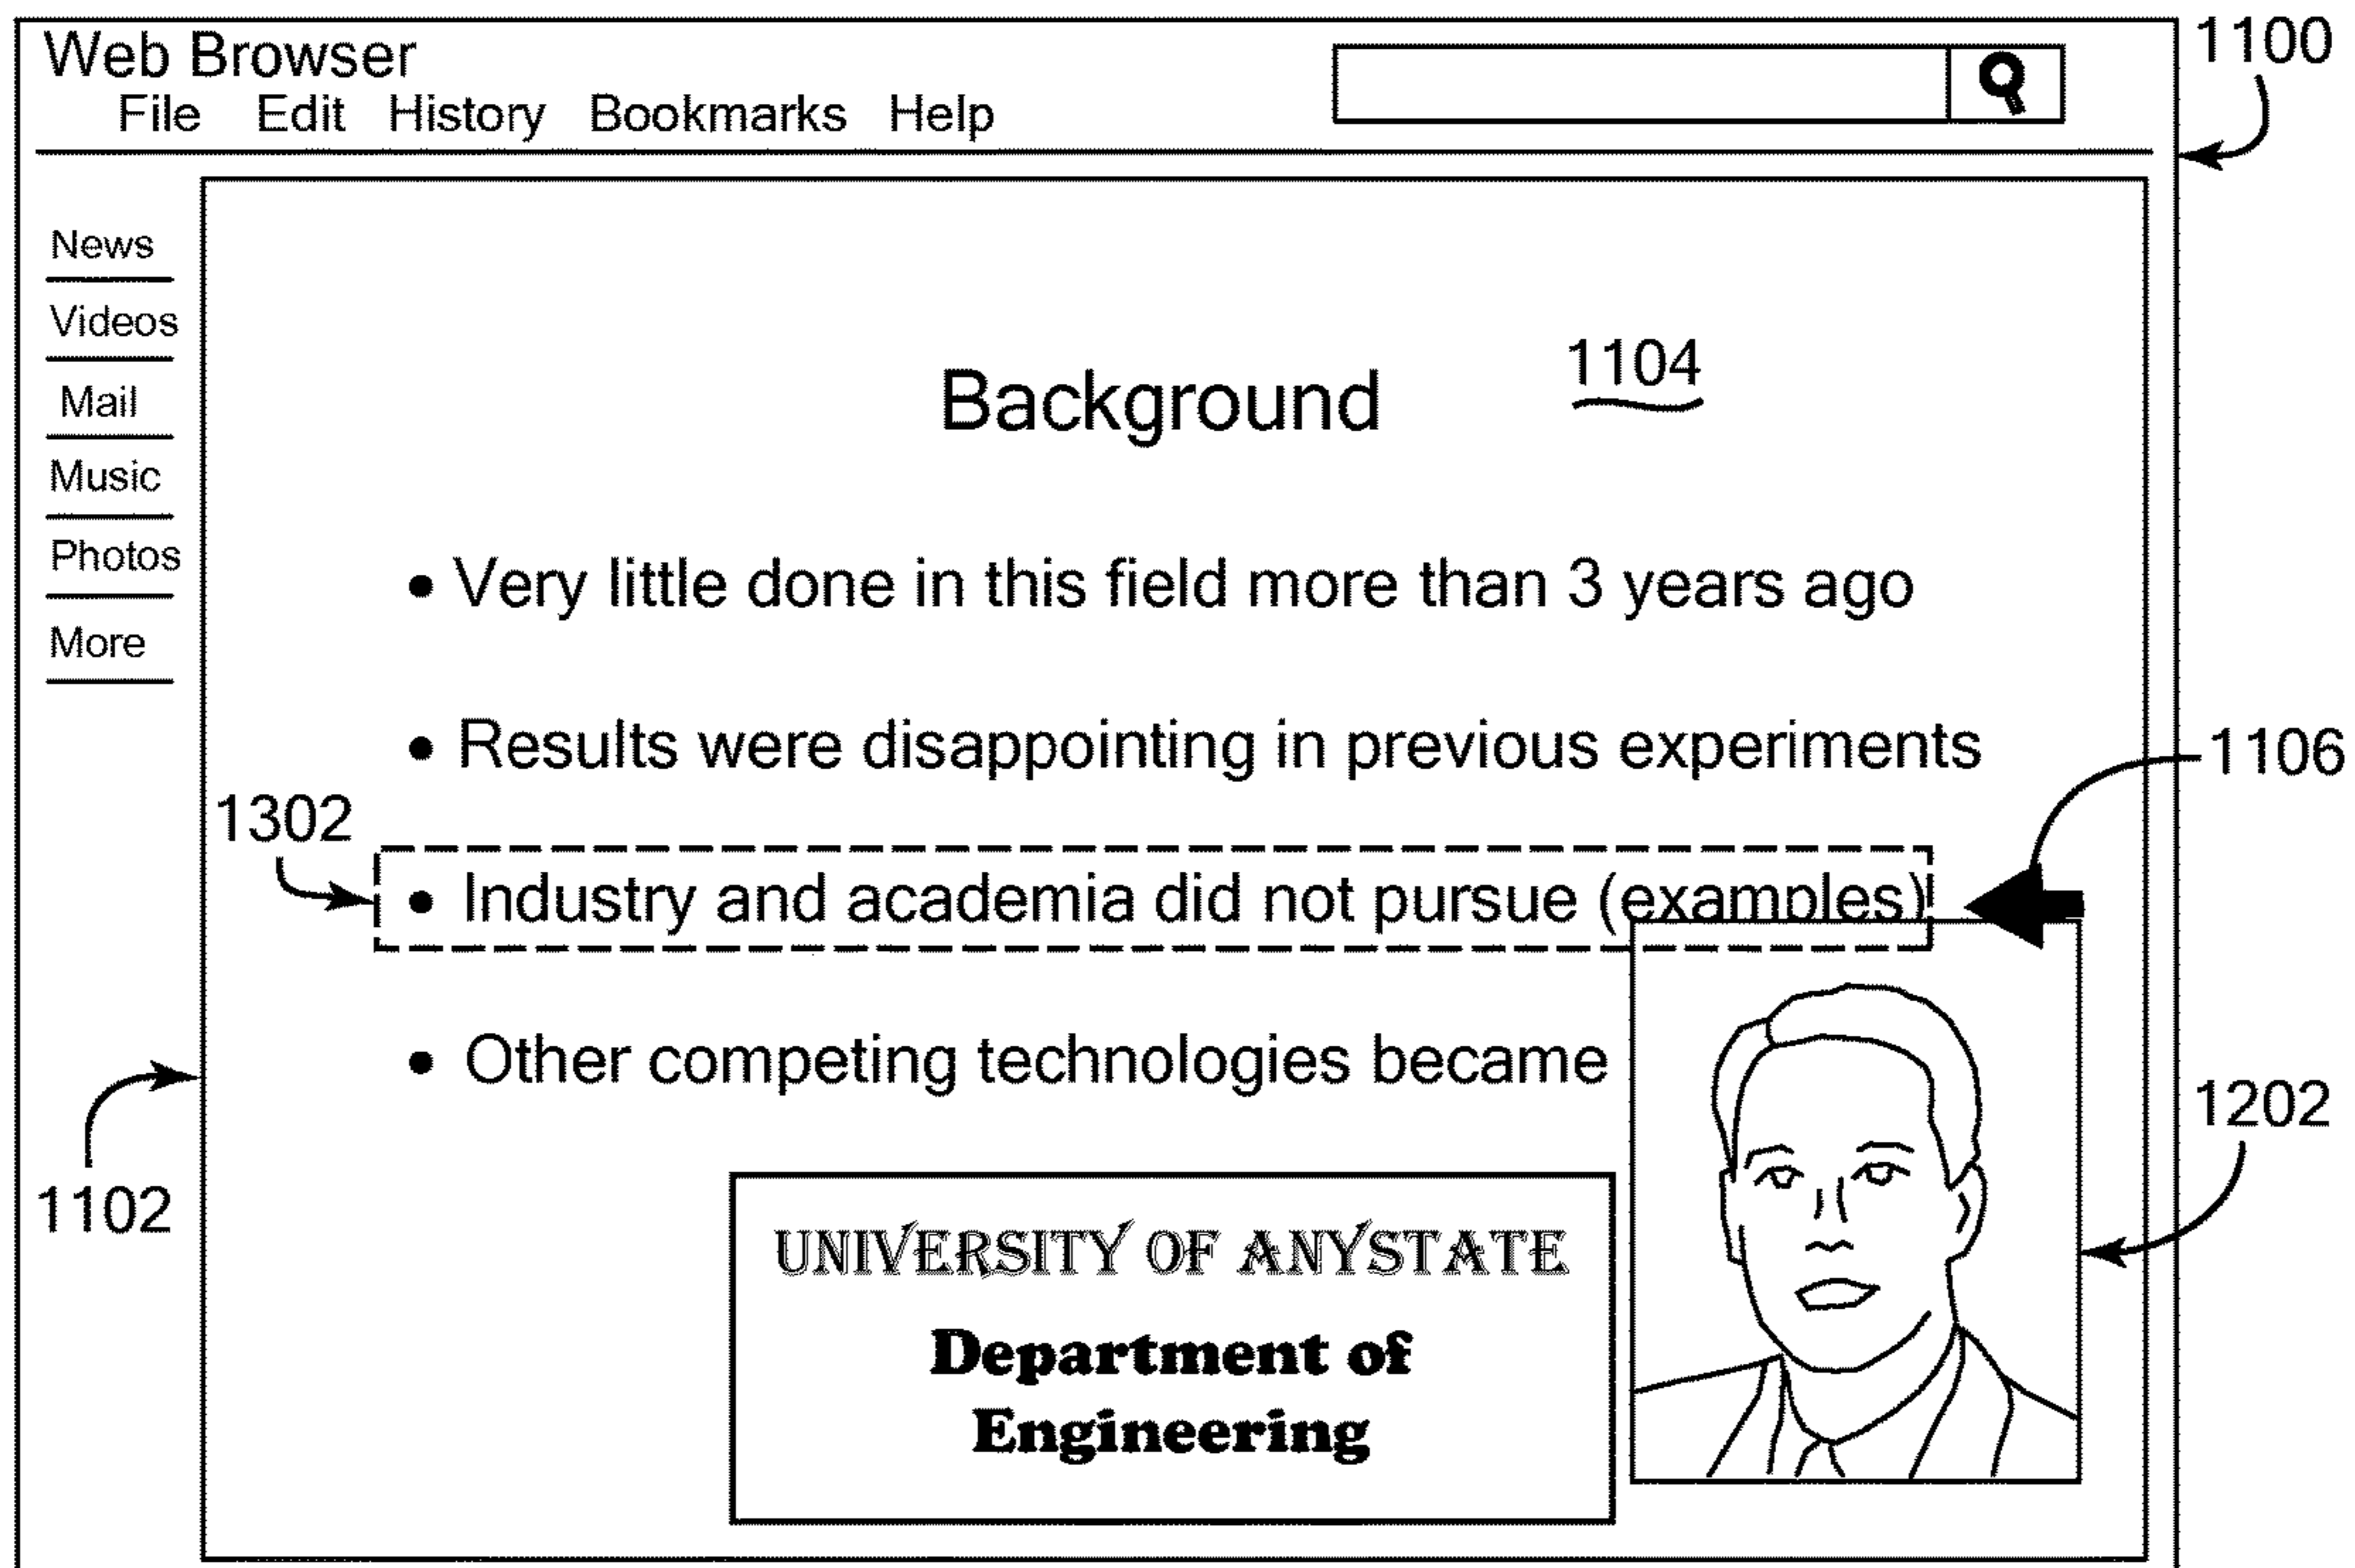 Web Browser
File Edit History Bookmarks Help
1100
News
Videos
Mail
Music
Photos
More
Background
1104
• Very little done in this field more than 3 years ago
• Results were disappointing in previous experiments
1106
1302
• Industry and academia did not pursue (examples)
• Other competing technologies became
1202
1102
UNIVERSITY OF ANYSTATE
Department of
Engineering